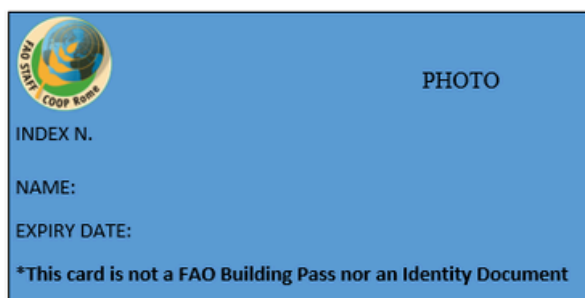 FAO STAFF
COOP Rome
PHOTO
INDEX N.
NAME:
EXPIRY DATE:
*This card is not a FAO Building Pass nor an Identity Document